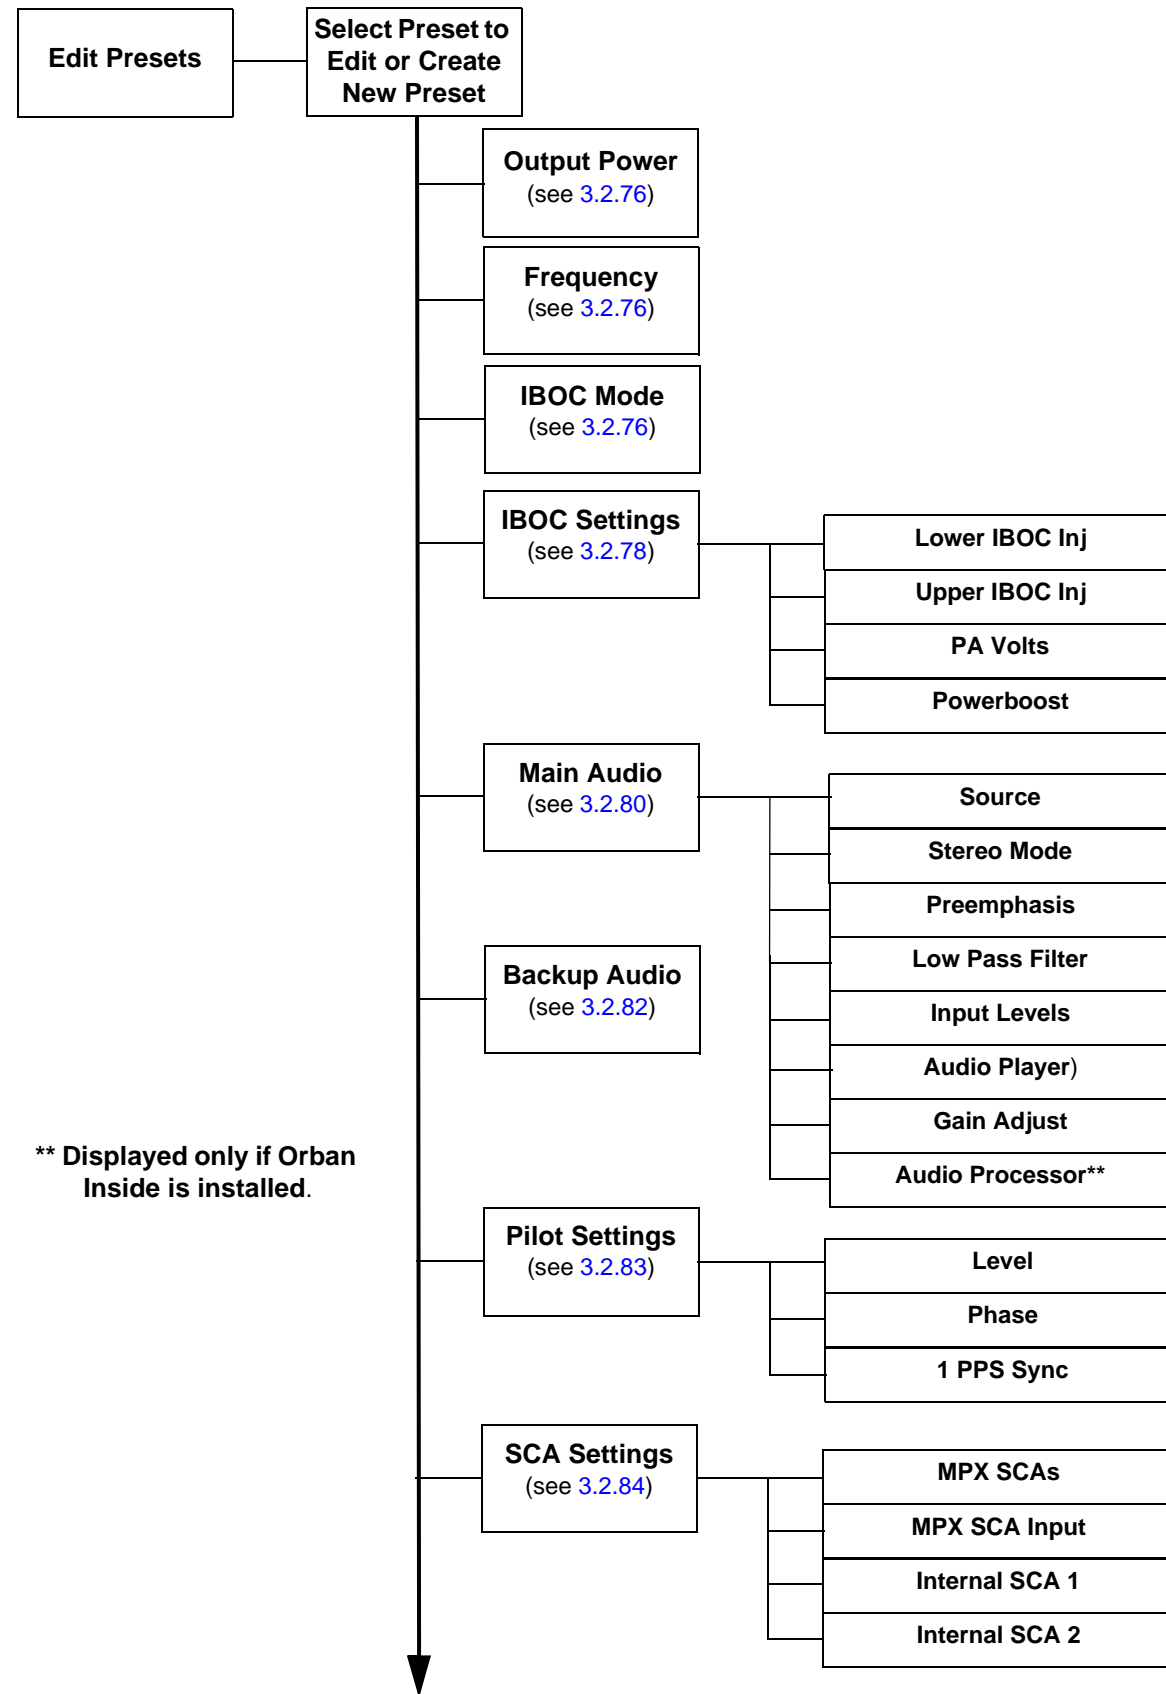 Edit Presets
Select Preset to
Edit or Create
New Preset
Output Power
(see 3.2.76)
Frequency
(see 3.2.76)
IBOC Mode
(see 3.2.76)
IBOC Settings
(see 3.2.78)
Lower IBOC Inj
Upper IBOC Inj
PA Volts
Powerboost
Main Audio
(see 3.2.80)
Source
Stereo Mode
Preemphasis
Low Pass Filter
Input Levels
Audio Player)
Gain Adjust
Audio Processor**
Backup Audio
(see 3.2.82)
** Displayed only if Orban
Inside is installed.
Pilot Settings
(see 3.2.83)
Level
Phase
1 PPS Sync
SCA Settings
(see 3.2.84)
MPX SCAs
MPX SCA Input
Internal SCA 1
Internal SCA 2